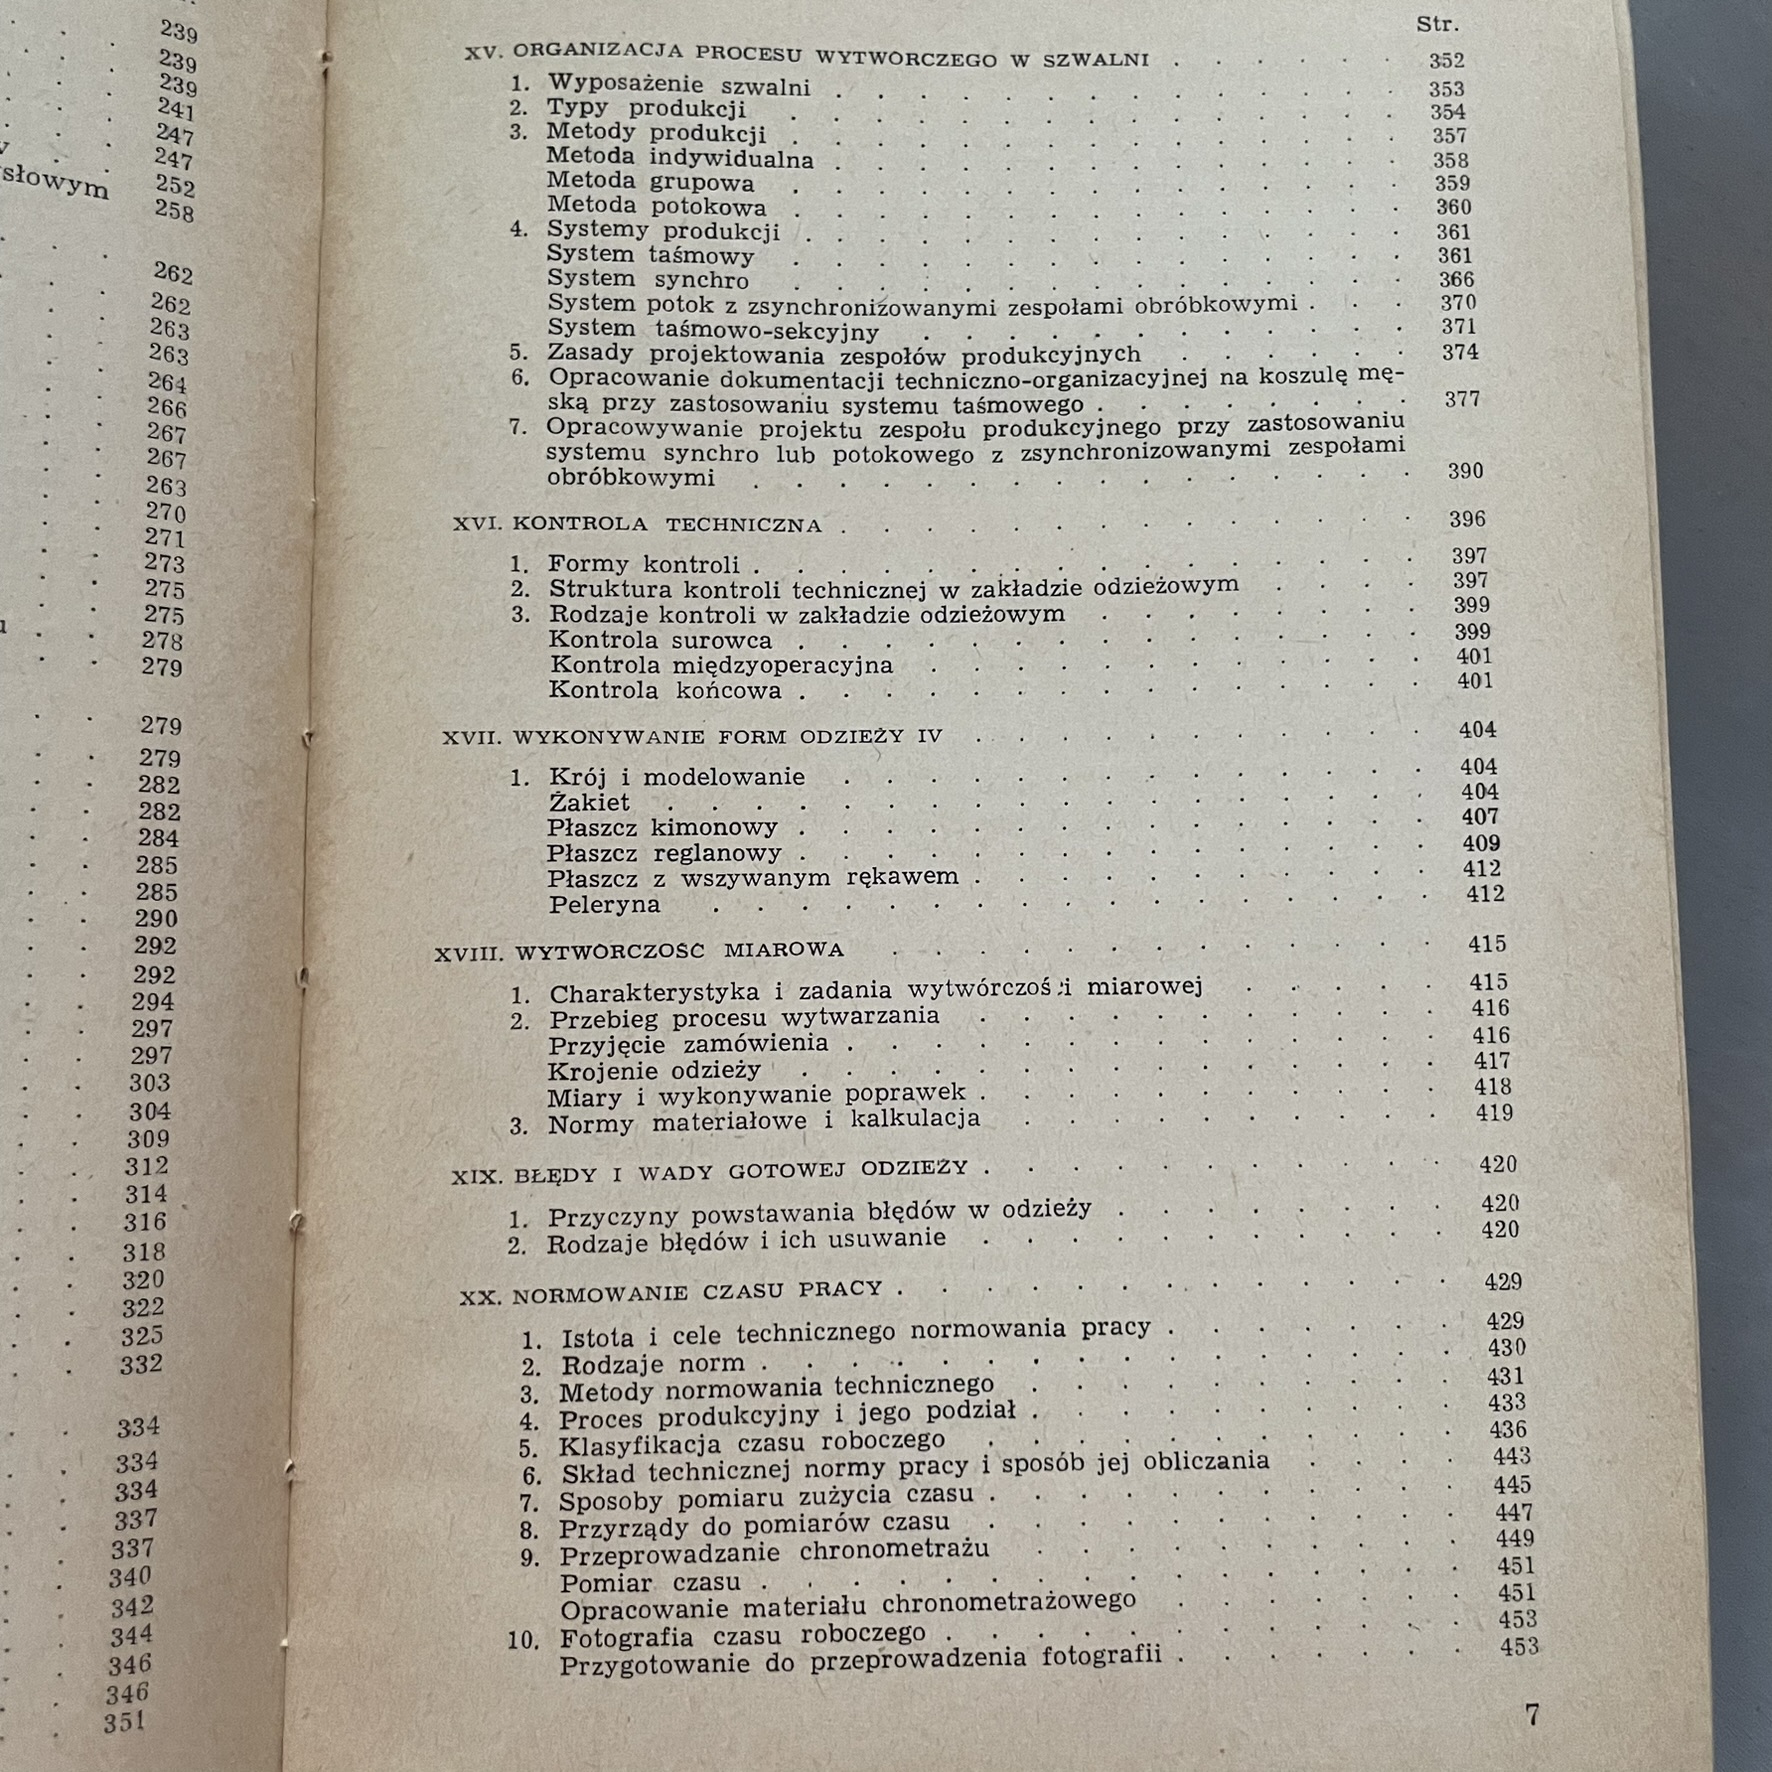 239
239
239
241
247
247
słowym 252
258
262
262
263
263
264
266
267
267
263
270
271
273
275
275
278
279
279
279
282
282
284
285
285
290
292
292
294
297
297
303
304
309
312
314
316
318
320
322
325
332
334
334
334
337
337
340
342
344
346
346
351
Str.
XV. ORGANIZACJA PROCESU WYTWÓRCZEGO W SZWALNI . . . . . . 352
1. Wyposażenie szwalni . . . . . . . . . . . . . . 353
2. Typy produkcji . . . . . . . . . . . . . . . 354
3. Metody produkcji . . . . . . . . . . . . . . . 357
Metoda indywidualna . . . . . . . . . . . . . . 358
Metoda grupowa . . . . . . . . . . . . . . . 359
Metoda potokowa . . . . . . . . . . . . . . . 360
4. Systemy produkcji . . . . . . . . . . . . . . . 361
System taśmowy . . . . . . . . . . . . . . . 361
System synchro . . . . . . . . . . . . . . . 366
System potok z zsynchronizowanymi zespołami obróbkowymi . . . 370
System taśmowo-sekcyjny . . . . . . . . . . . . 371
5. Zasady projektowania zespołów produkcyjnych . . . . . . 374
6. Opracowanie dokumentacji techniczno-organizacyjnej na koszulę mę-
ską przy zastosowaniu systemu taśmowego . . . . . . . . 377
7. Opracowywanie projektu zespołu produkcyjnego przy zastosowaniu
systemu synchro lub potokowego z zsynchronizowanymi zespołami
obróbkowymi . . . . . . . . . . . . . . . . 390
XVI. KONTROLA TECHNICZNA . . . . . . . . . . . . . . 396
1. Formy kontroli . . . . . . . . . . . . . . . . 397
2. Struktura kontroli technicznej w zakładzie odzieżowym . . . . 397
3. Rodzaje kontroli w zakładzie odzieżowym . . . . . . . . 399
Kontrola surowca . . . . . . . . . . . . . . . 399
Kontrola międzyoperacyjna . . . . . . . . . . . . 401
Kontrola końcowa . . . . . . . . . . . . . . . 401
XVII. WYKONYWANIE FORM ODZIEŻY IV . . . . . . . . . . . 404
1. Krój i modelowanie . . . . . . . . . . . . . . 404
Żakiet . . . . . . . . . . . . . . . . . . 404
Płaszcz kimonowy . . . . . . . . . . . . . . . 407
Płaszcz reglanowy . . . . . . . . . . . . . . . 409
Płaszcz z wszywanym rękawem . . . . . . . . . . . 412
Peleryna . . . . . . . . . . . . . . . . . 412
XVIII. WYTWÓRCZOŚĆ MIAROWA . . . . . . . . . . . . . 415
1. Charakterystyka i zadania wytwórczości miarowej . . . . . 415
2. Przebieg procesu wytwarzania . . . . . . . . . . . 416
Przyjęcie zamówienia . . . . . . . . . . . . . . 416
Krojenie odzieży . . . . . . . . . . . . . . . 417
Miary i wykonywanie poprawek . . . . . . . . . . . 418
3. Normy materiałowe i kalkulacja . . . . . . . . . . 419
XIX. BŁĘDY I WADY GOTOWEJ ODZIEŻY . . . . . . . . . . . 420
1. Przyczyny powstawania błędów w odzieży . . . . . . . . 420
2. Rodzaje błędów i ich usuwanie . . . . . . . . . . . 420
XX. NORMOWANIE CZASU PRACY . . . . . . . . . . . . . 429
1. Istota i cele technicznego normowania pracy . . . . . . . 429
2. Rodzaje norm . . . . . . . . . . . . . . . . 430
3. Metody normowania technicznego . . . . . . . . . . 431
4. Proces produkcyjny i jego podział . . . . . . . . . . 433
5. Klasyfikacja czasu roboczego . . . . . . . . . . . 436
6. Skład technicznej normy pracy i sposób jej obliczania . . . . 443
7. Sposoby pomiaru zużycia czasu . . . . . . . . . . . 445
8. Przyrządy do pomiarów czasu . . . . . . . . . . . 447
9. Przeprowadzanie chronometrażu . . . . . . . . . . 449
Pomiar czasu . . . . . . . . . . . . . . . . 451
Opracowanie materiału chronometrażowego . . . . . . . 451
10. Fotografia czasu roboczego . . . . . . . . . . . . 453
Przygotowanie do przeprowadzenia fotografii . . . . . . . 453
7